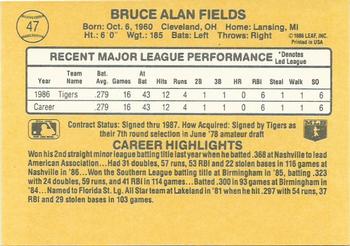 47
BRUCE ALAN FIELDS
© 1986 LEAF, INC.
Printed in USA
Born: Oct. 6, 1960 Cleveland, OH Home: Lansing, MI
Ht.: 6'0" Wgt.: 185 Bats: Left Throws: Right
RECENT MAJOR LEAGUE PERFORMANCE *Denotes Led League
Year Team Name Bat. Avg. G At Bat Hits 2B 3B HR RBI Steal Walk SO
1986 Tigers .279 16 43 12 1 1 0 6 1 1 6
Career .279 16 43 12 1 1 0 6 1 1 6
Contract Status: Signed thru 1987. How Acquired: Signed by Tigers as their 7th round selection in June '78 amateur draft
CAREER HIGHLIGHTS
Won his 2nd straight minor league batting title last year when he batted .368 at Nashville to lead
American Association... Had 31 doubles, 57 runs, 53 RBI and 22 stolen bases in 116 games at
Nashville in '86... Won the Southern League batting title at Birmingham in '85, batting .323
with 24 doubles, 59 runs, and 41 RBI in 114 games... Batted .300 in 93 games at Birmingham in
'84... Named to Florida St. Lg. All Star team at Lakeland in '81 when he hit .297 with 54 runs, 37
RBI and 29 stolen bases in 103 games.